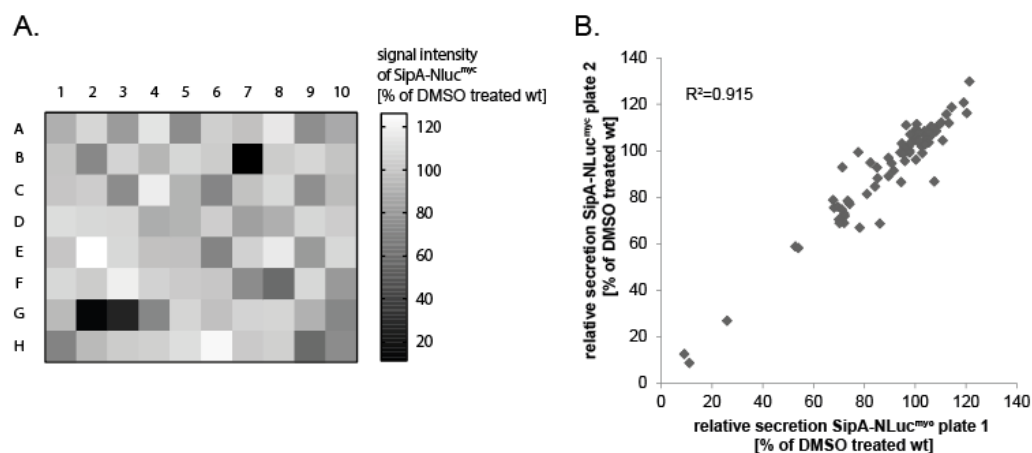 A.
signal intensity
of SipA-Nluc^myc
[% of DMSO treated wt]
1 2 3 4 5 6 7 8 9 10
A
B
C
D
E
F
G
H
120
100
80
60
40
20
B.
R²=0.915
relative secretion SipA-NLuc^myc plate 2
[% of DMSO treated wt]
140
120
100
80
60
40
20
0
0 20 40 60 80 100 120 140
relative secretion SipA-NLuc^myc plate 1
[% of DMSO treated wt]